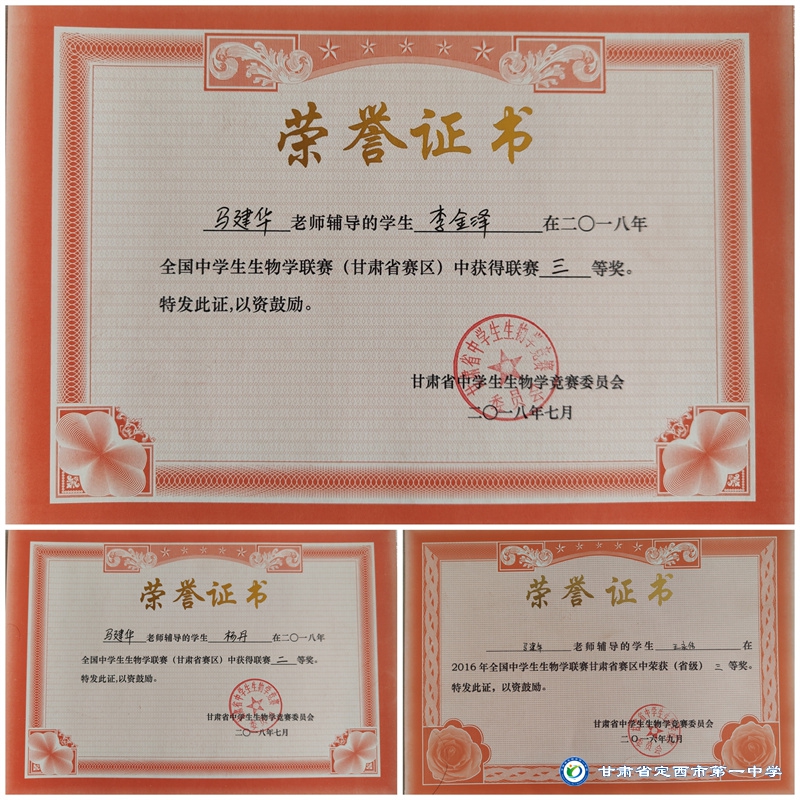 荣誉证书
马建华 老师辅导的学生 李金泽 在二〇一八年
全国中学生生物学联赛（甘肃省赛区）中获得联赛 三 等奖。
特发此证,以资鼓励。
甘肃省中学生生物学竞赛委员会
二〇一八年七月
荣誉证书
马建华 老师辅导的学生 杨丹 在二〇一八年
全国中学生生物学联赛（甘肃省赛区）中获得联赛 二 等奖。
特发此证,以资鼓励。
甘肃省中学生生物学竞赛委员会
二〇一八年七月
荣誉证书
马建华 老师辅导的学生 在
2016年全国中学生生物学联赛甘肃省赛区中荣获（省级） 三 等奖。
特发此证，以资鼓励。
甘肃省中学生生物学竞赛委员会
二〇一六年九月
甘肃省定西市第一中学